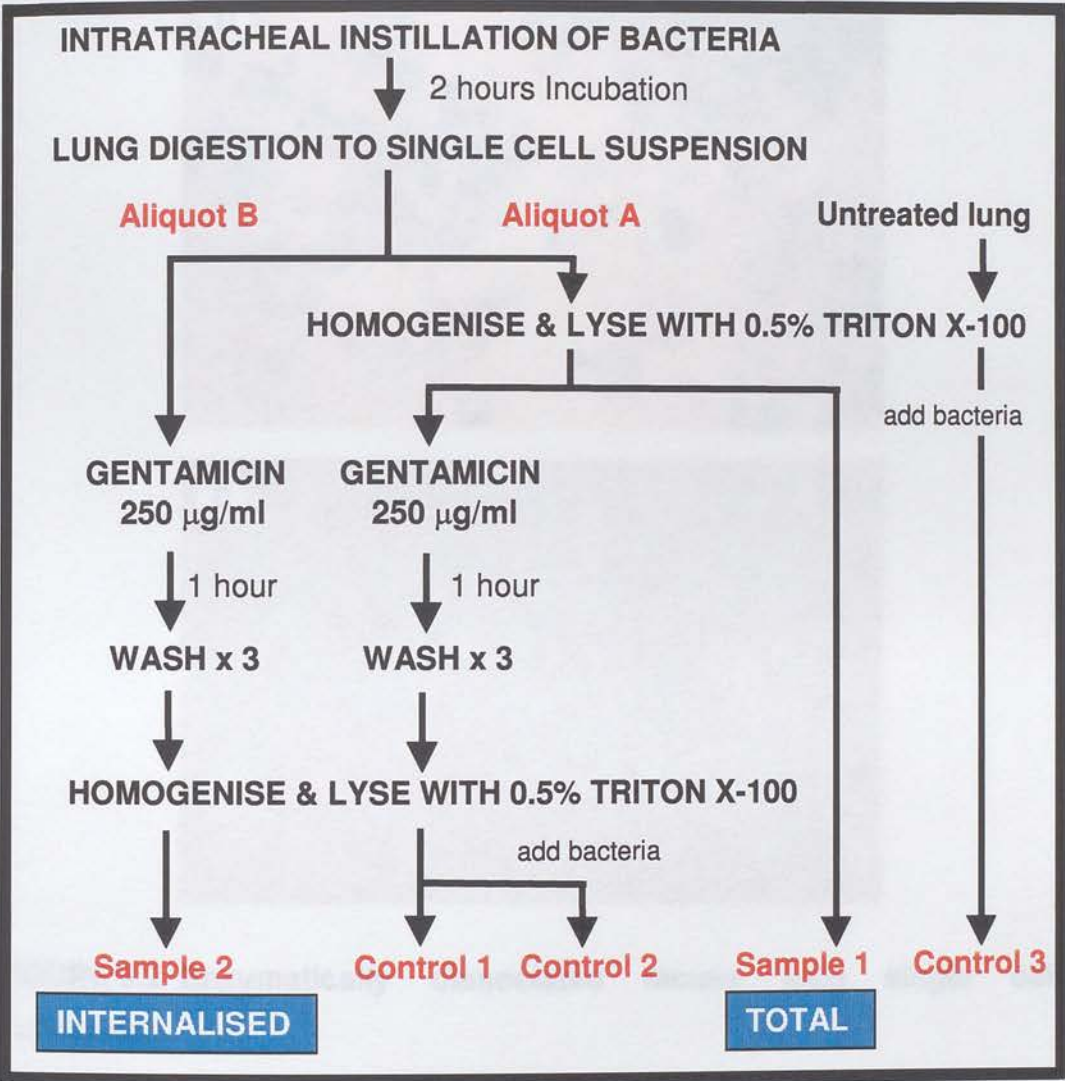 INTRATRACHEAL INSTILLATION OF BACTERIA
2 hours Incubation
LUNG DIGESTION TO SINGLE CELL SUSPENSION
Aliquot B
Aliquot A
Untreated lung
HOMOGENISE & LYSE WITH 0.5% TRITON X-100
add bacteria
GENTAMICIN
250 μg/ml
GENTAMICIN
250 μg/ml
1 hour
1 hour
WASH x 3
WASH x 3
HOMOGENISE & LYSE WITH 0.5% TRITON X-100
add bacteria
Sample 2
Control 1
Control 2
Sample 1
Control 3
INTERNALISED
TOTAL